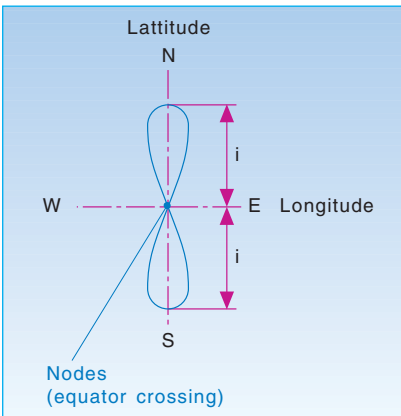 Lattitude
N
i
W
E Longitude
i
S
Nodes
(equator crossing)